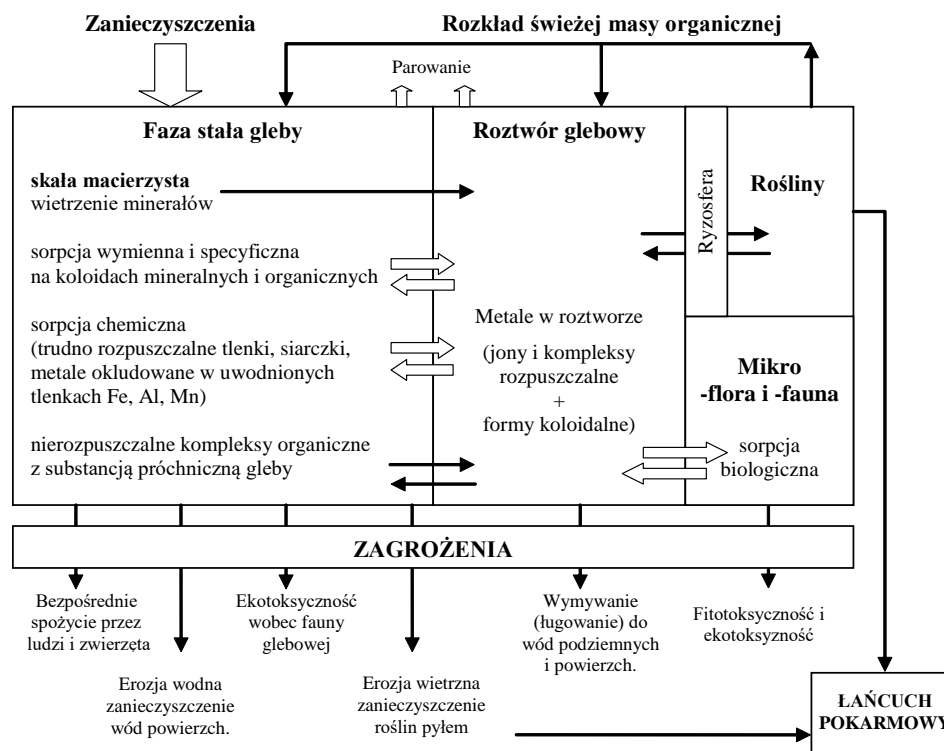 Zanieczyszczenia
Rozkład świeżej masy organicznej
Parowanie
Faza stała gleby
skała macierzysta
wietrzenie minerałów
sorpcja wymienna i specyficzna
na koloidach mineralnych i organicznych
sorpcja chemiczna
(trudno rozpuszczalne tlenki, siarczki,
metale okludowane w uwodnionych
tlenkach Fe, Al, Mn)
nierozpuszczalne kompleksy organiczne
z substancją próchniczną gleby
Roztwór glebowy
Metale w roztworze
(jony i kompleksy
rozpuszczalne
+
formy koloidalne)
Ryzosfera
Rośliny
Mikro
-flora i -fauna
sorpcja
biologiczna
ZAGROŻENIA
Bezpośrednie
spożycie przez
ludzi i zwierzęta
Erozja wodna
zanieczyszczenie
wód powierzch.
Ekotoksyczność
wobec fauny
glebowej
Erozja wietrzna
zanieczyszczenie
roślin pyłem
Wymywanie
(ługowanie) do
wód podziemnych
i powierzch.
Fitotoksyczność i
ekotoksyzność
ŁAŃCUCH
POKARMOWY